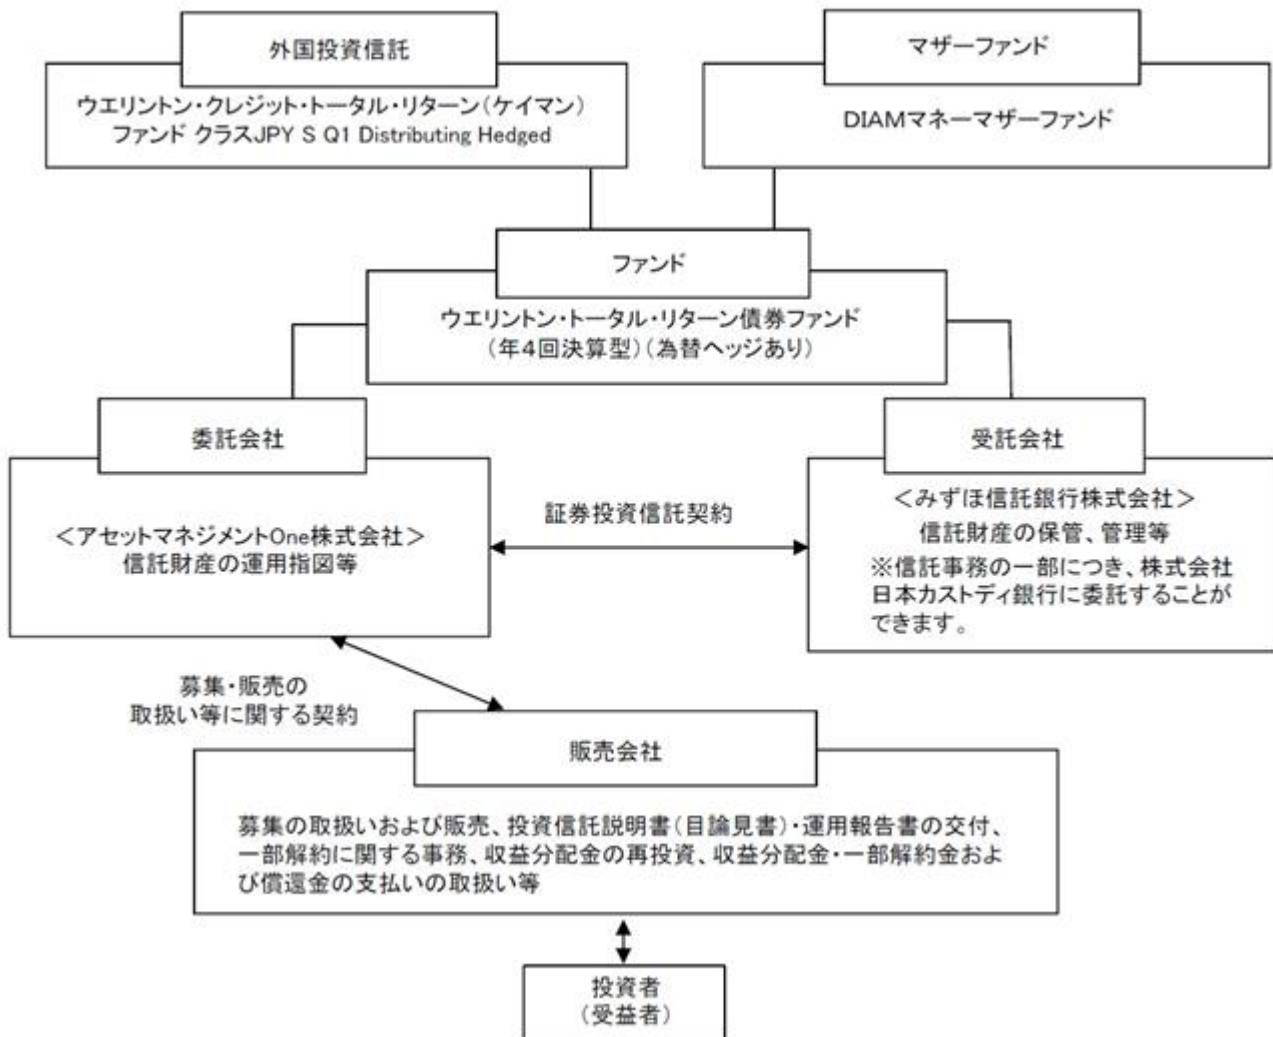 外国投資信託
ウエリントン・クレジット・トータル・リターン（ケイマン）
ファンド クラスJPY S Q1 Distributing Hedged
マザーファンド
DIAMマネーマザーファンド
ファンド
ウエリントン・トータル・リターン債券ファンド
（年４回決算型）（為替ヘッジあり）
委託会社
＜アセットマネジメントOne株式会社＞
信託財産の運用指図等
証券投資信託契約
受託会社
＜みずほ信託銀行株式会社＞
信託財産の保管、管理等
※信託事務の一部につき、株式会社
日本カストディ銀行に委託することが
できます。
募集・販売の
取扱い等に関する契約
販売会社
募集の取扱いおよび販売、投資信託説明書（目論見書）・運用報告書の交付、
一部解約に関する事務、収益分配金の再投資、収益分配金・一部解約金およ
び償還金の支払いの取扱い等
投資者
（受益者）